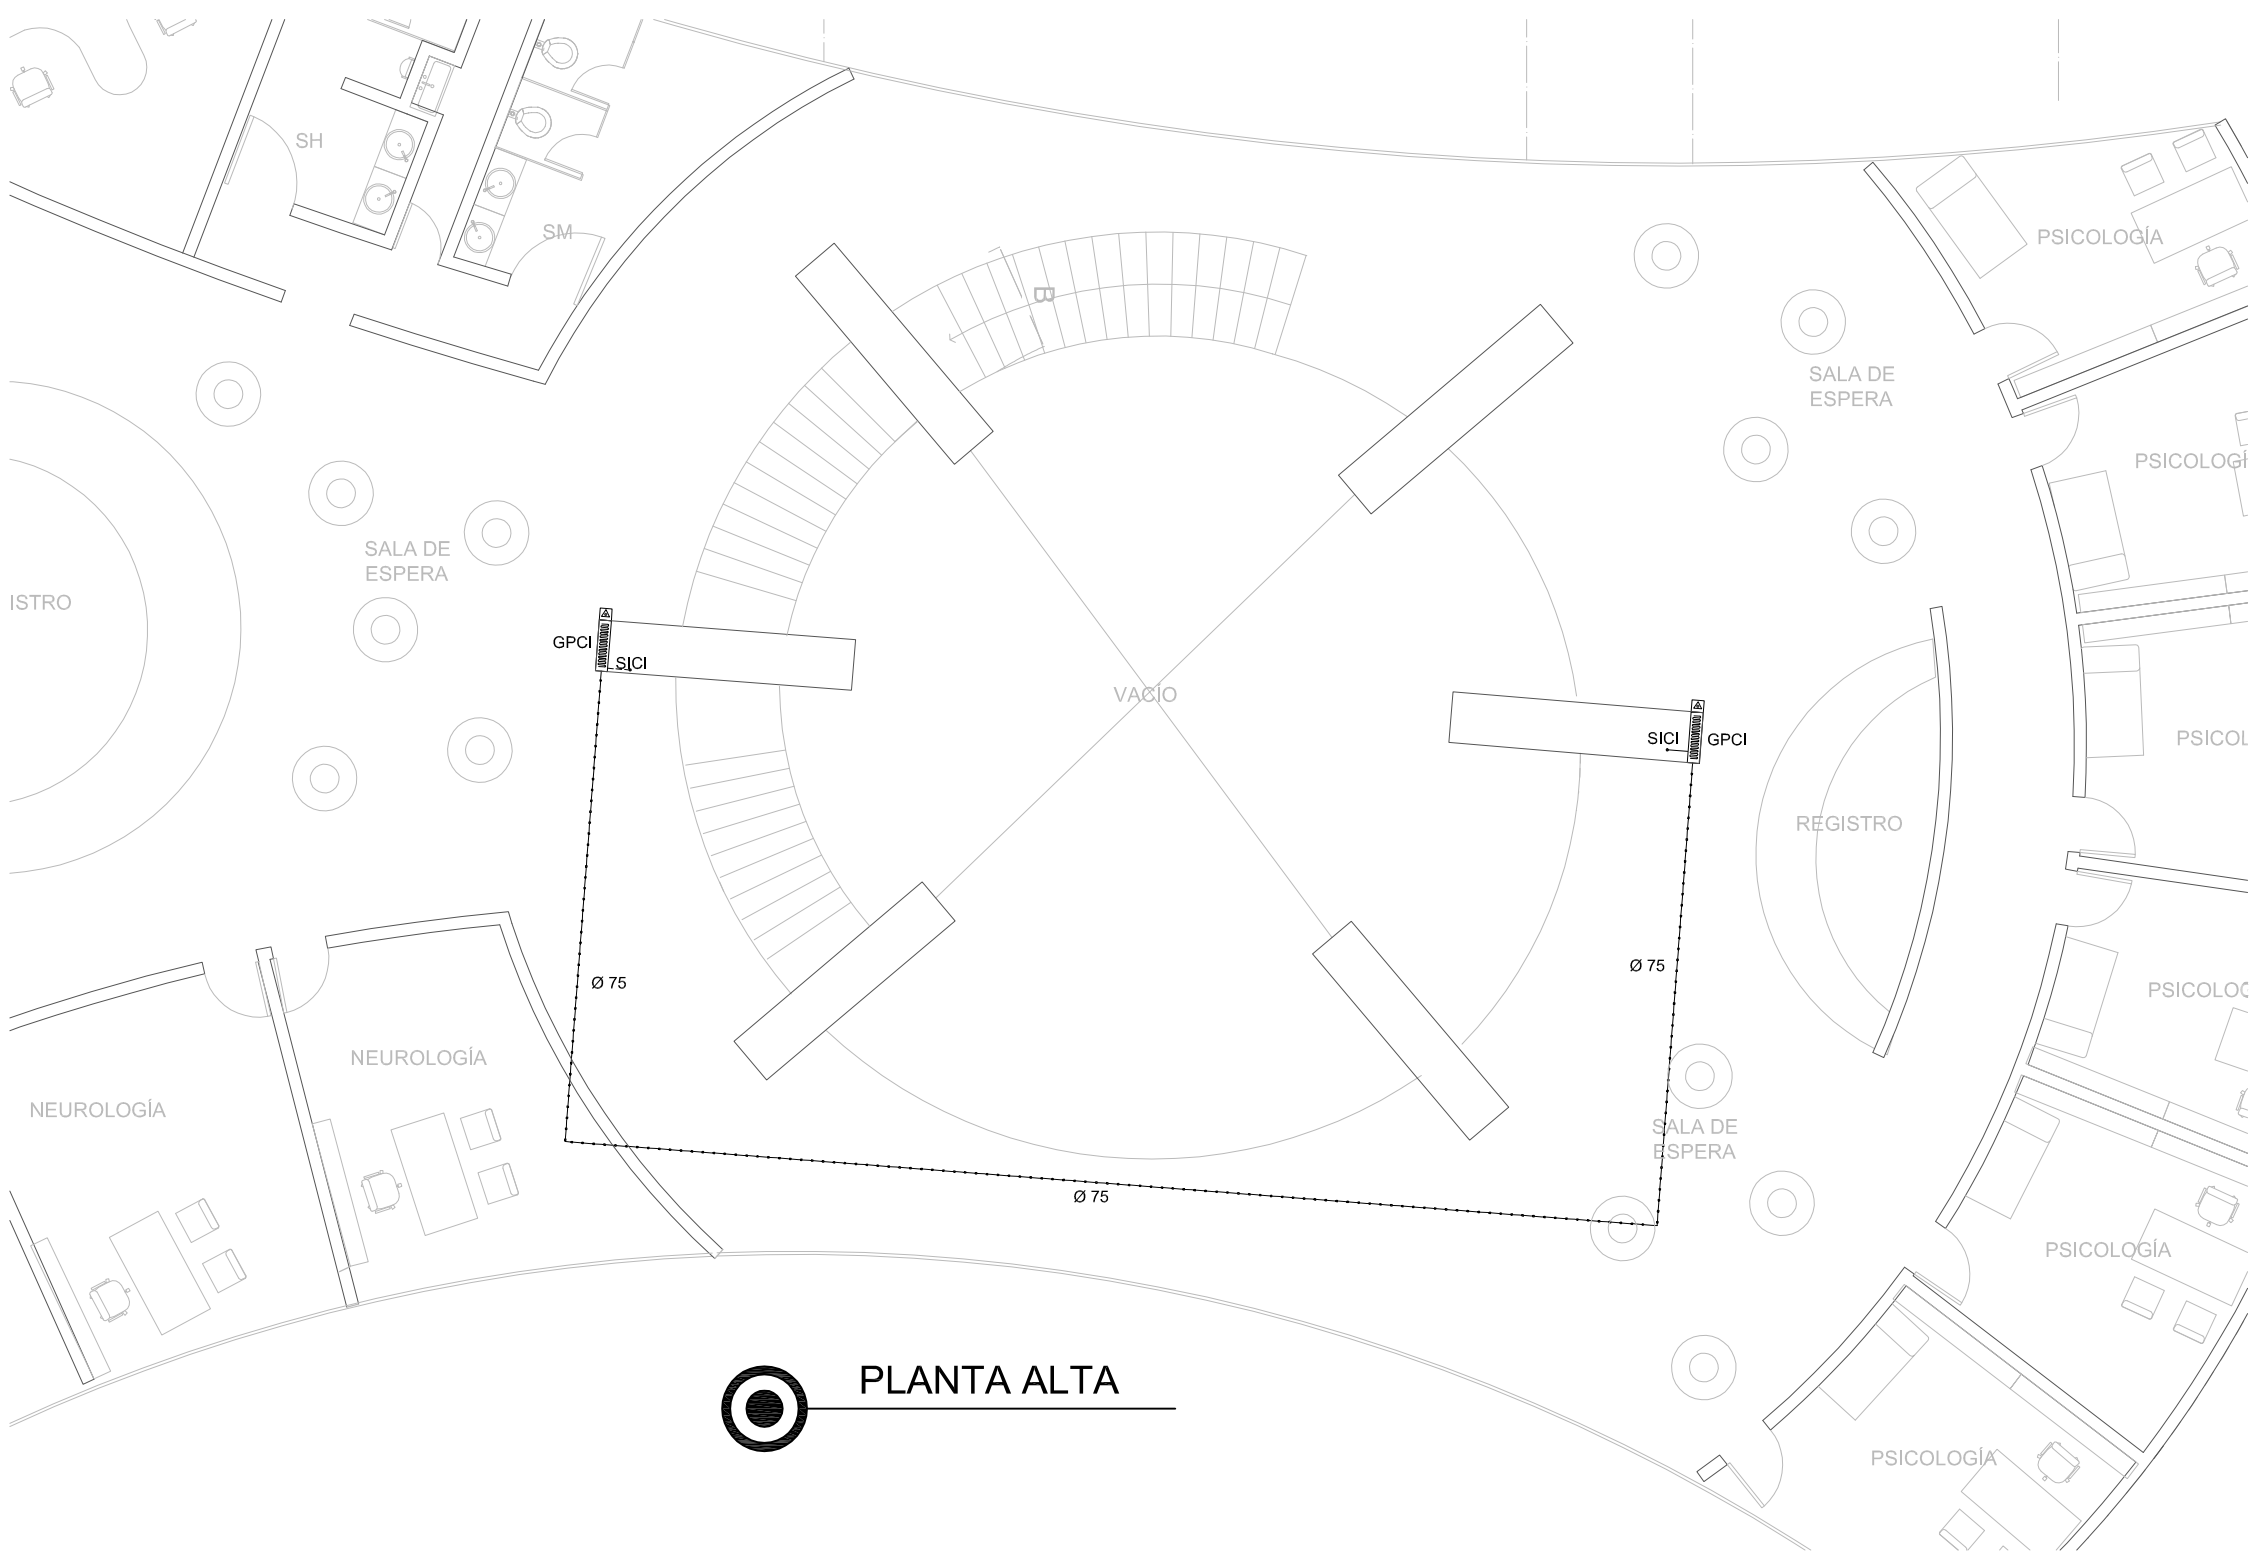 SH
SM
B
PSICOLOGÍA
SALA DE
ESPERA
PSICOLOGÍ
SALA DE
ESPERA
ISTRO
GPCI
SICI
VACÍO
SICI
GPCI
PSICOL
REGISTRO
Ø 75
Ø 75
PSICOLOG
NEUROLOGÍA
NEUROLOGÍA
SALA DE
ESPERA
Ø 75
PSICOLOGÍA
PLANTA ALTA
PSICOLOGÍA